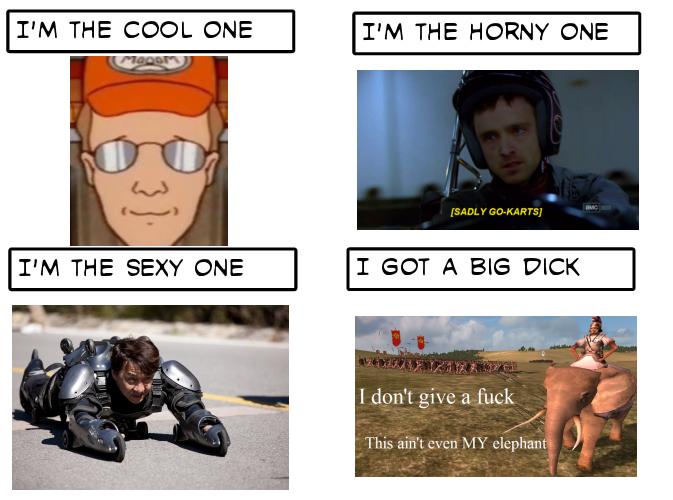 I'M THE COOL ONE
I'M THE HORNY ONE
[SADLY GO-KARTS]
AMC
I'M THE SEXY ONE
I GOT A BIG DICK
I don't give a fuck
This ain't even MY elephant